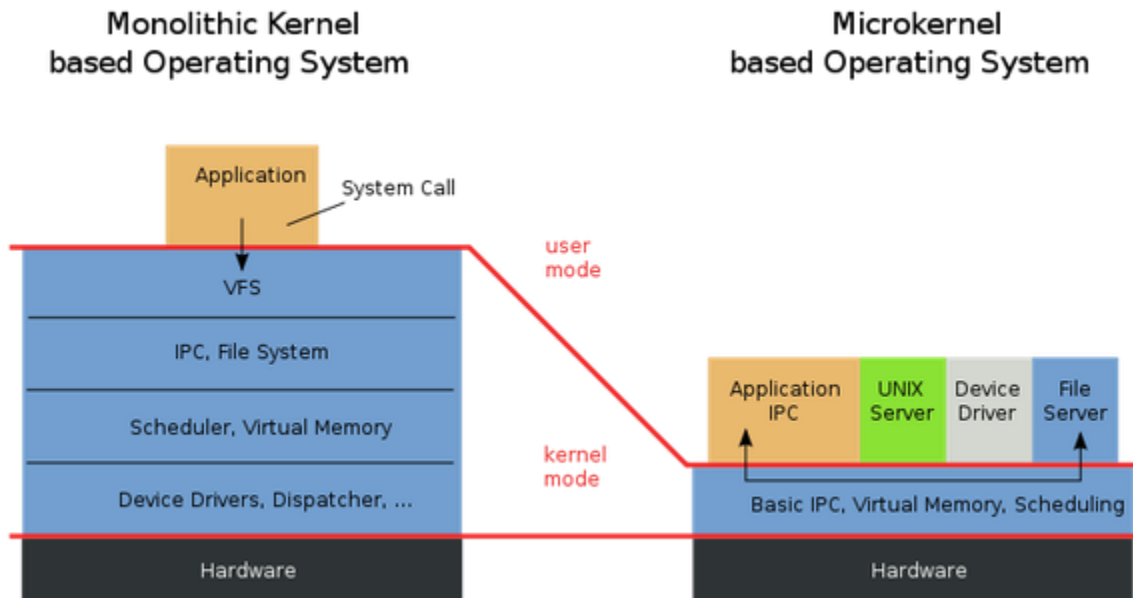 Monolithic Kernel
based Operating System
Microkernel
based Operating System
Application
System Call
user
mode
VFS
IPC, File System
Scheduler, Virtual Memory
kernel
mode
Device Drivers, Dispatcher, ...
Hardware
Application
IPC
UNIX
Server
Device
Driver
File
Server
Basic IPC, Virtual Memory, Scheduling
Hardware